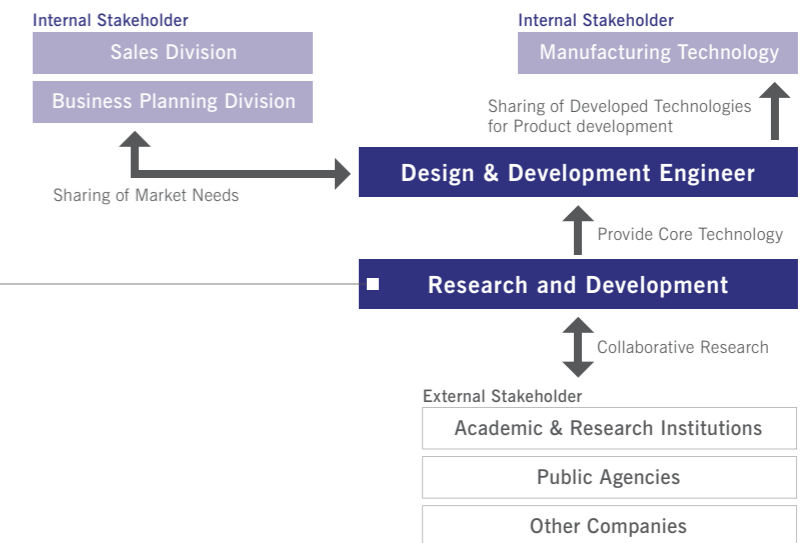 Internal Stakeholder
Sales Division
Business Planning Division
Sharing of Market Needs
Internal Stakeholder
Manufacturing Technology
Sharing of Developed Technologies
for Product development
Design & Development Engineer
Provide Core Technology
Research and Development
Collaborative Research
External Stakeholder
Academic & Research Institutions
Public Agencies
Other Companies